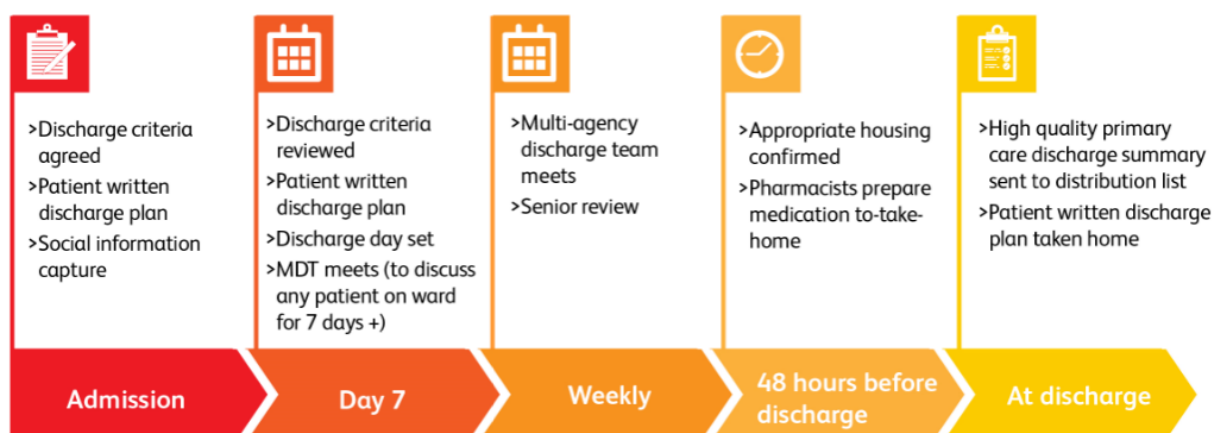 >Discharge criteria
agreed
>Patient written
discharge plan
>Social information
capture
Admission
>Discharge criteria
reviewed
>Patient written
discharge plan
>Discharge day set
>MDT meets (to discuss
any patient on ward
for 7 days +)
Day 7
>Multi-agency
discharge team
meets
>Senior review
Weekly
>Appropriate housing
confirmed
>Pharmacists prepare
medication to-take-
home
48 hours before
discharge
>High quality primary
care discharge summary
sent to distribution list
>Patient written discharge
plan taken home
At discharge